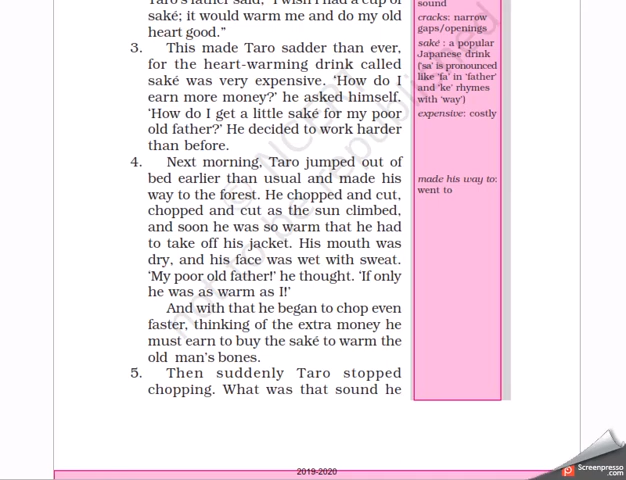 Taro's father said, "I wish I had a cup of
saké; it would warm me and do my old
heart good."
3. This made Taro sadder than ever,
for the heart-warming drink called
saké was very expensive. 'How do I
earn more money?' he asked himself.
'How do I get a little saké for my poor
old father?' He decided to work harder
than before.
4. Next morning, Taro jumped out of
bed earlier than usual and made his
way to the forest. He chopped and cut,
chopped and cut as the sun climbed,
and soon he was so warm that he had
to take off his jacket. His mouth was
dry, and his face was wet with sweat.
'My poor old father!' he thought. 'If only
he was as warm as I!'
And with that he began to chop even
faster, thinking of the extra money he
must earn to buy the saké to warm the
old man's bones.
5. Then suddenly Taro stopped
chopping. What was that sound he
sound
cracks: narrow
gaps/openings
saké : a popular
Japanese drink
('sa' is pronounced
like 'fa' in 'father'
and 'ke' rhymes
with 'way')
expensive: costly
made his way to:
went to
© NCERT
not to be republished
2019-2020
Screenpresso
.com